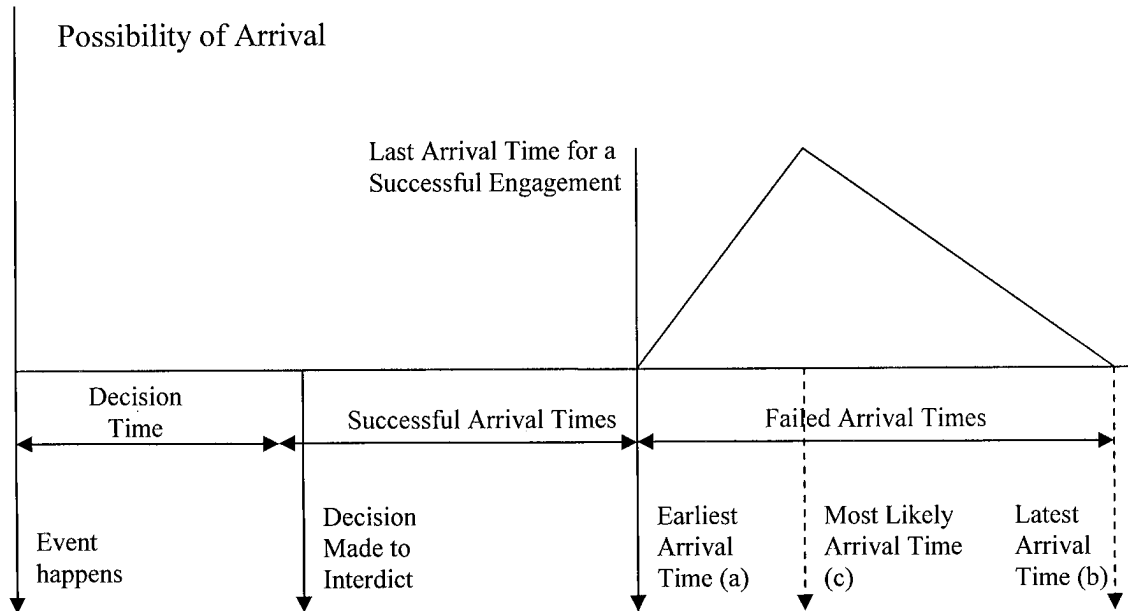 Possibility of Arrival
Last Arrival Time for a
Successful Engagement
Decision
Time
Successful Arrival Times
Failed Arrival Times
Event
happens
Decision
Made to
Interdict
Earliest
Arrival
Time (a)
Most Likely
Arrival Time
(c)
Latest
Arrival
Time (b)